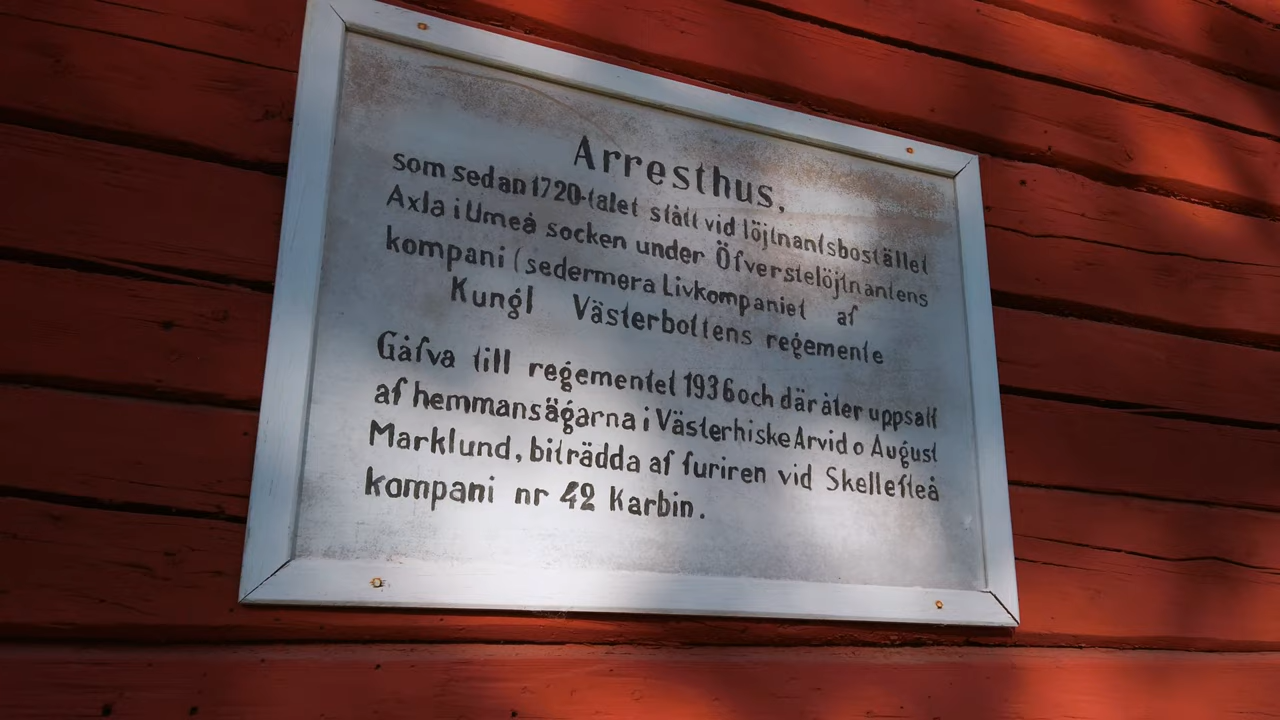 Arresthus,
som sedan 1720-talet stått vid löjtnantsbostället
Axla i Umeå socken under Öfverstelöjtnantens
kompani (sedermera Livkompaniet af
Kungl Västerbottens regemente
Gåfva till regementet 1936 och där åter uppsatt
af hemmansägarna i Västerhiske Arvid o August
Marklund, biträdda af furiren vid Skellefteå
kompani nr 42 Karbin.